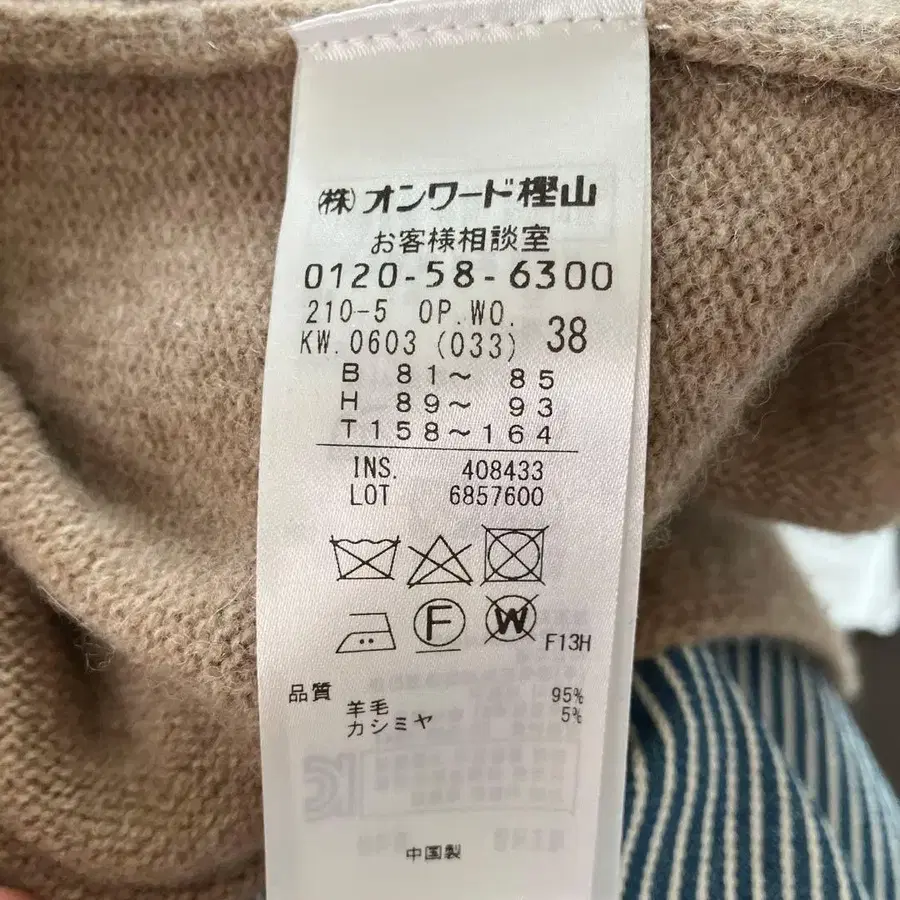 ㈱オンワード樫山
お客様相談室
0120-58-6300
210-5 OP.WO.
KW.0603 (033) 38
B 81～ 85
H 89～ 93
T158～164
INS. 408433
LOT 6857600
F W F13H
品質
羊毛 95%
カシミヤ 5%
中国製